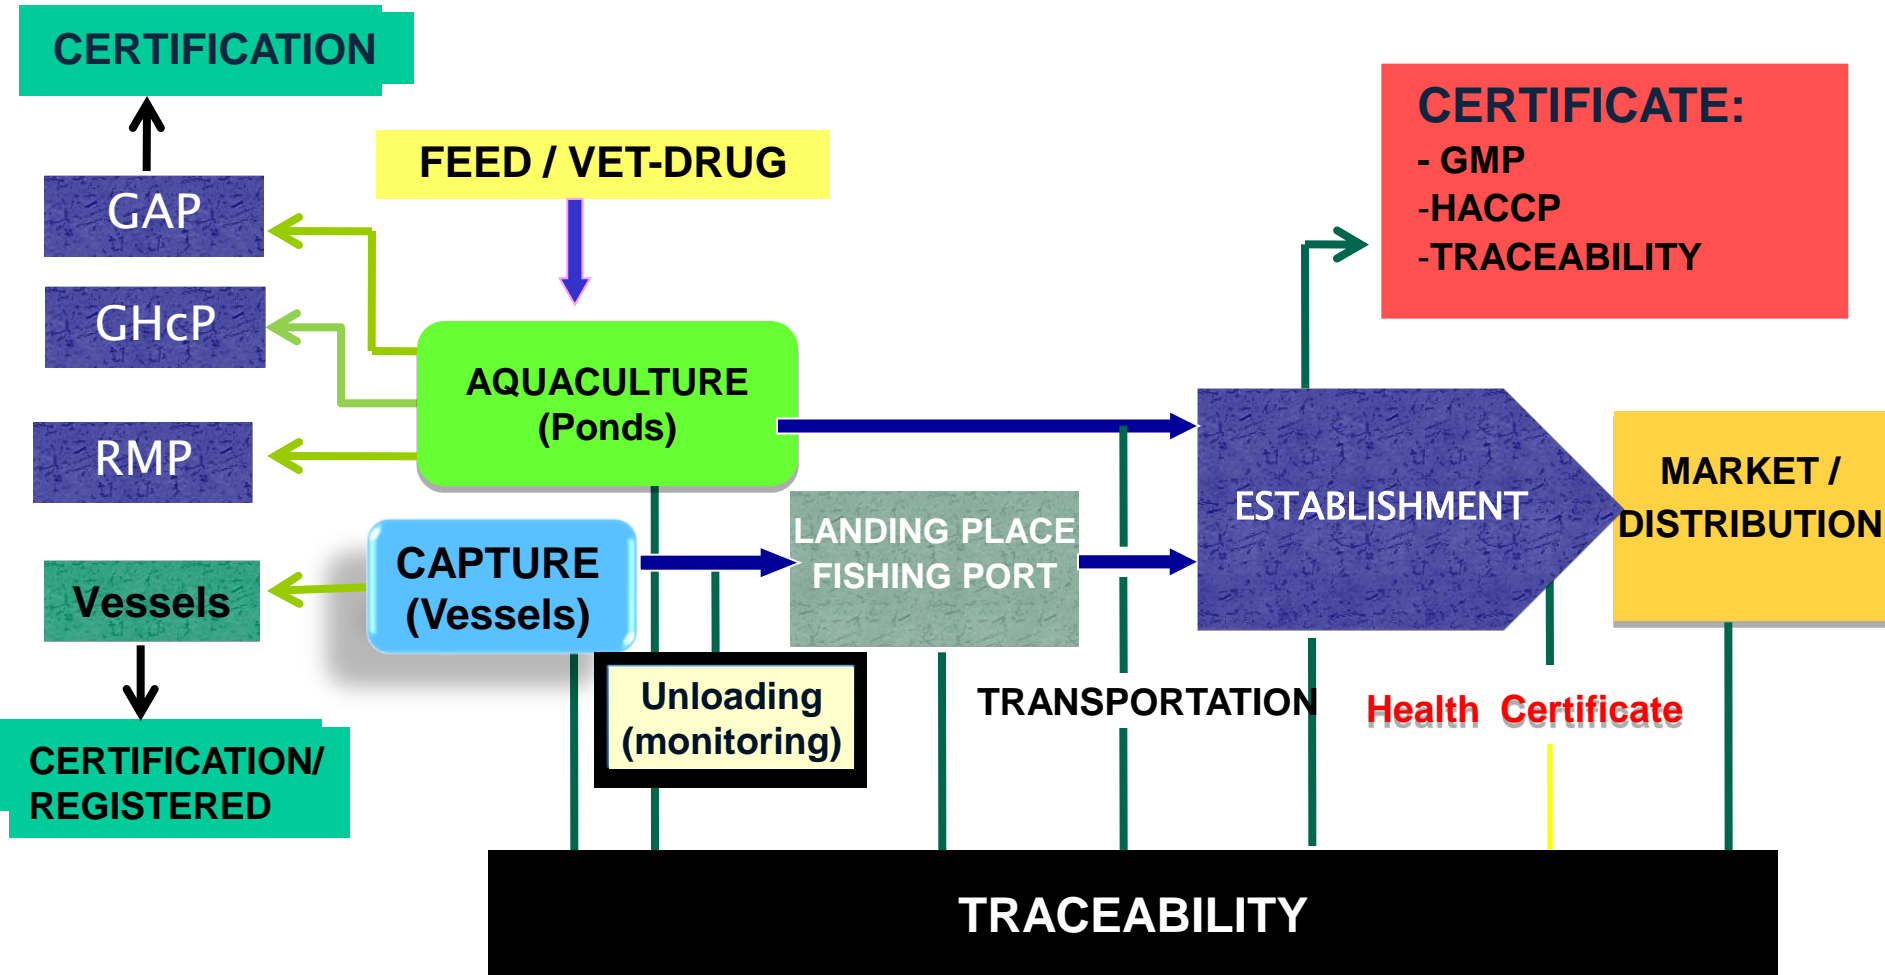 CERTIFICATION
FEED / VET-DRUG
CERTIFICATE:
- GMP
-HACCP
-TRACEABILITY
GAP
GHcP
AQUACULTURE
(Ponds)
RMP
MARKET /
DISTRIBUTION
ESTABLISHMENT
LANDING PLACE
FISHING PORT
CAPTURE
(Vessels)
Vessels
Unloading
(monitoring)
TRANSPORTATION
Health Certificate
CERTIFICATION/
REGISTERED
TRACEABILITY